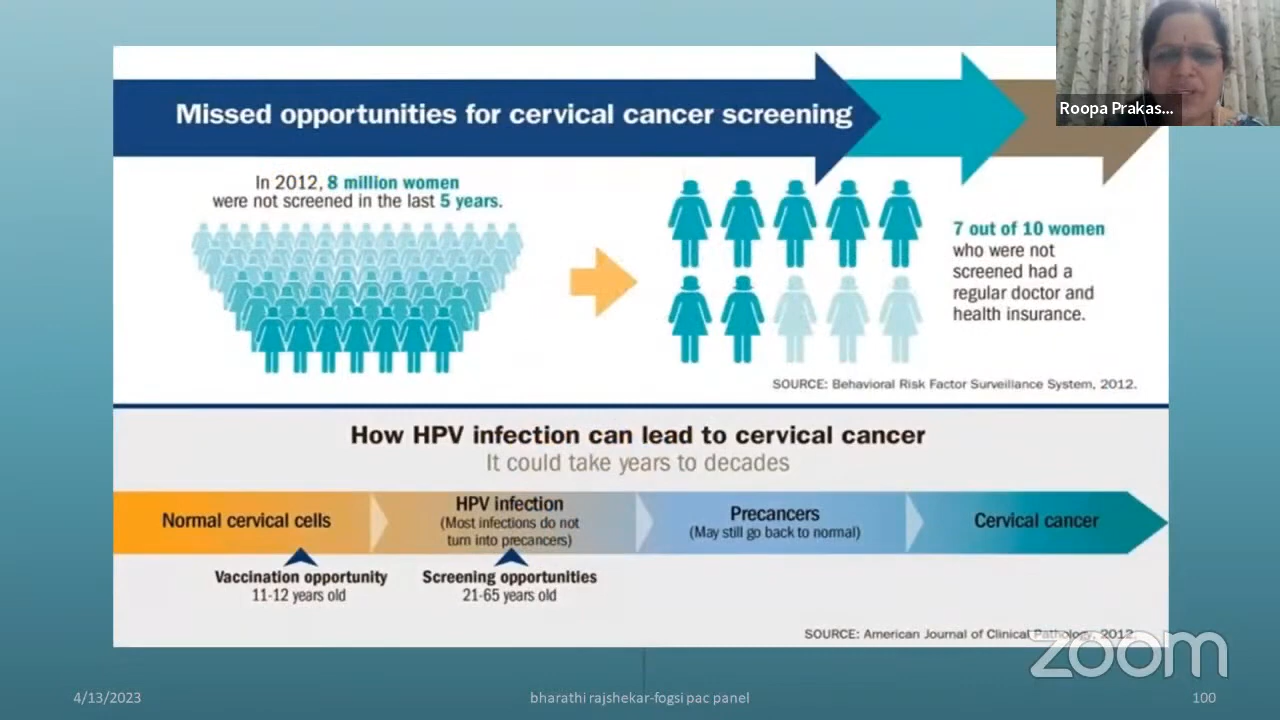 Roopa Prakas...
Missed opportunities for cervical cancer screening
In 2012, 8 million women
were not screened in the last 5 years.
7 out of 10 women
who were not
screened had a
regular doctor and
health insurance.
SOURCE: Behavioral Risk Factor Surveillance System, 2012.
How HPV infection can lead to cervical cancer
It could take years to decades
Normal cervical cells
HPV infection
(Most infections do not
turn into precancers)
Precancers
(May still go back to normal)
Cervical cancer
Vaccination opportunity
11-12 years old
Screening opportunities
21-65 years old
SOURCE: American Journal of Clinical Pathology, 2012.
zoom
4/13/2023
bharathi rajshekar-fogsi pac panel
100